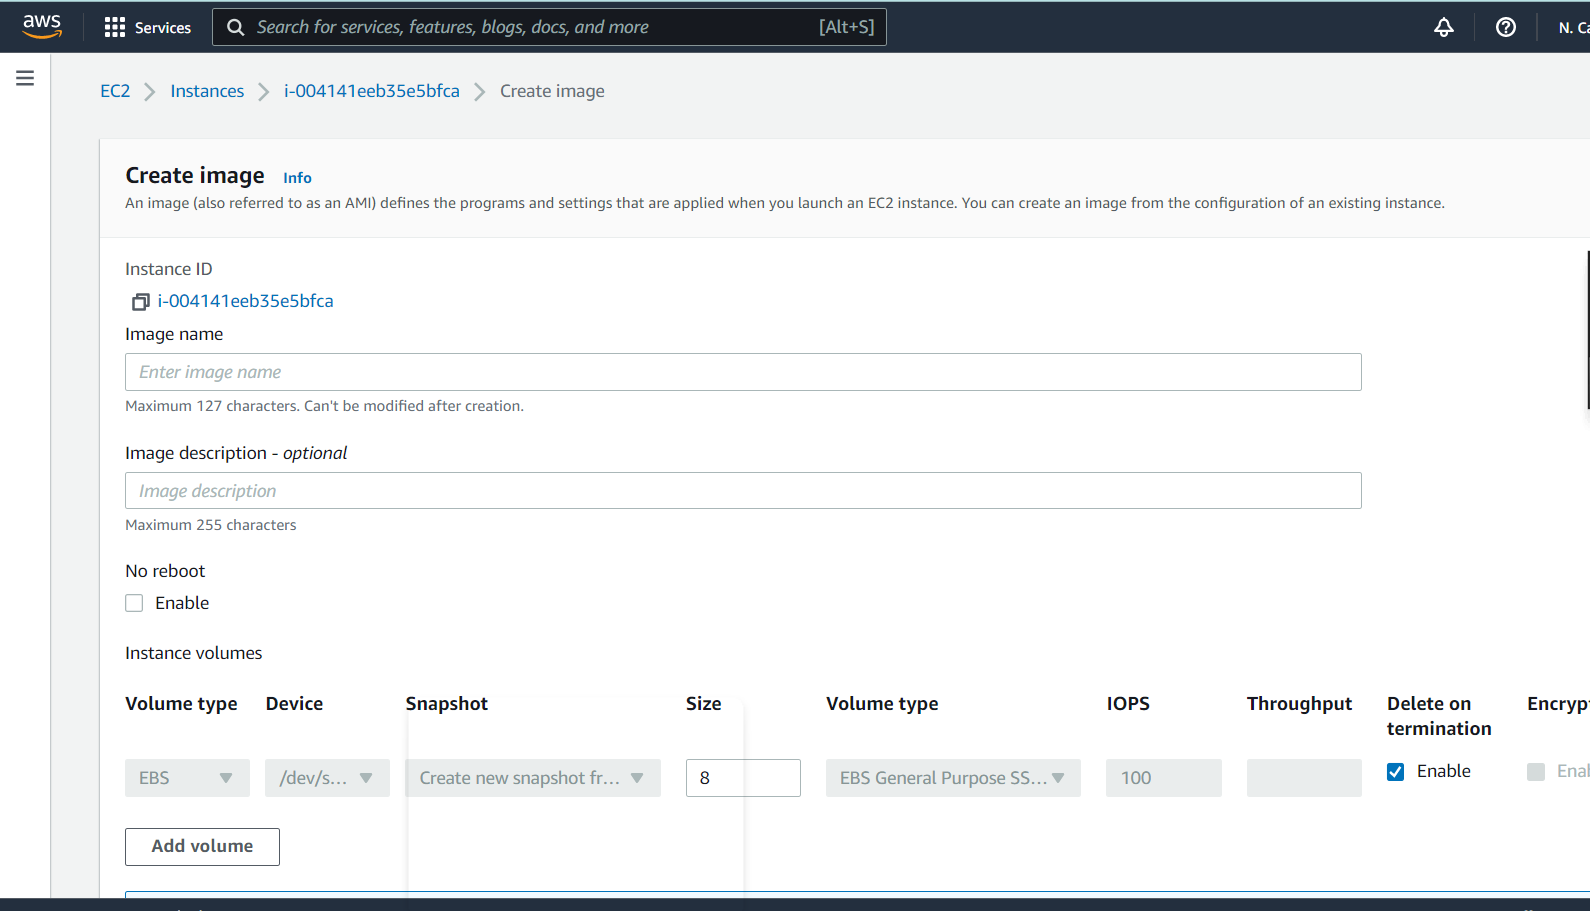 aws
Services
Search for services, features, blogs, docs, and more [Alt+S]
N. Ca
EC2 Instances i-004141eeb35e5bfca Create image
Create image Info
An image (also referred to as an AMI) defines the programs and settings that are applied when you launch an EC2 instance. You can create an image from the configuration of an existing instance.
Instance ID
i-004141eeb35e5bfca
Image name
Enter image name
Maximum 127 characters. Can't be modified after creation.
Image description - optional
Image description
Maximum 255 characters
No reboot
Enable
Instance volumes
Volume type Device Snapshot Size Volume type IOPS Throughput Delete on termination Encryp
EBS /dev/s... Create new snapshot fr... 8 EBS General Purpose SS... 100 Enable Enab
Add volume